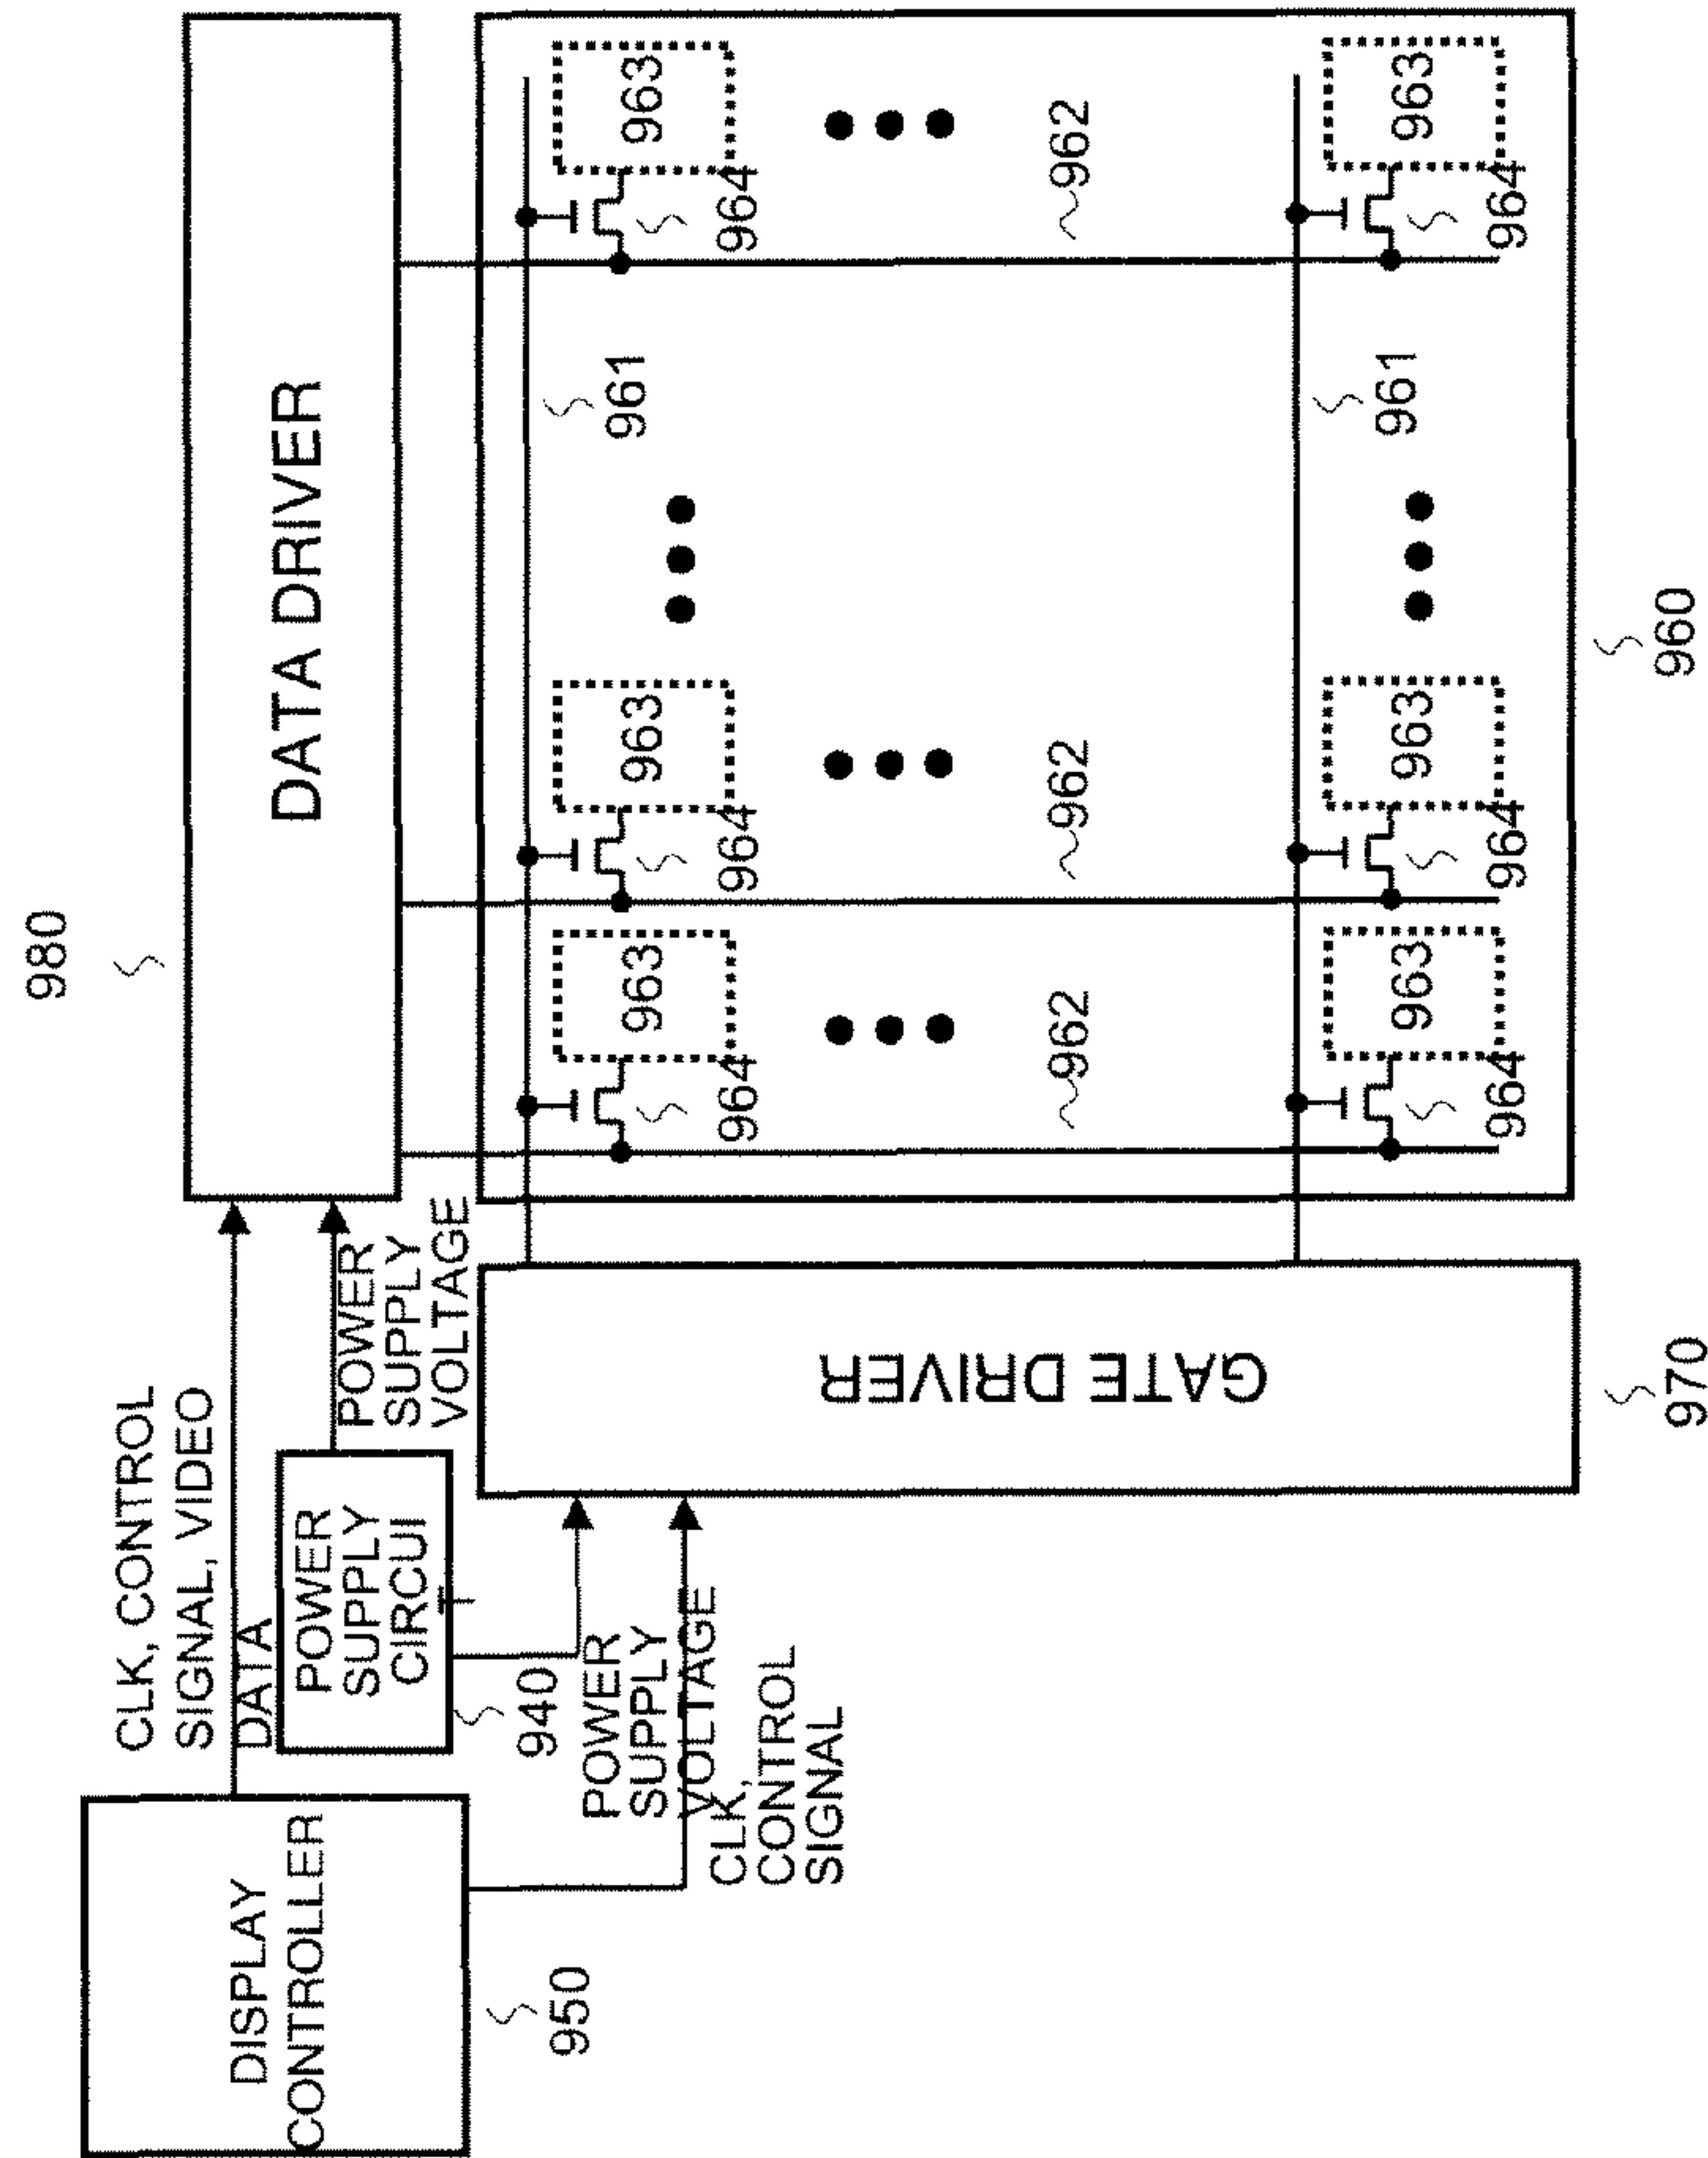 980
CLK, CONTROL
SIGNAL, VIDEO
DATA
DISPLAY
CONTROLLER
950
POWER
SUPPLY
CIRCUI
T
940
POWER
SUPPLY
VOLTAGE
DATA DRIVER
POWER
SUPPLY
VOLTAGE
CLK,
CONTROL
SIGNAL
GATE DRIVER
970
963
963
961
963
964
964
964
962
962
962
963
963
961
963
964
964
964
960